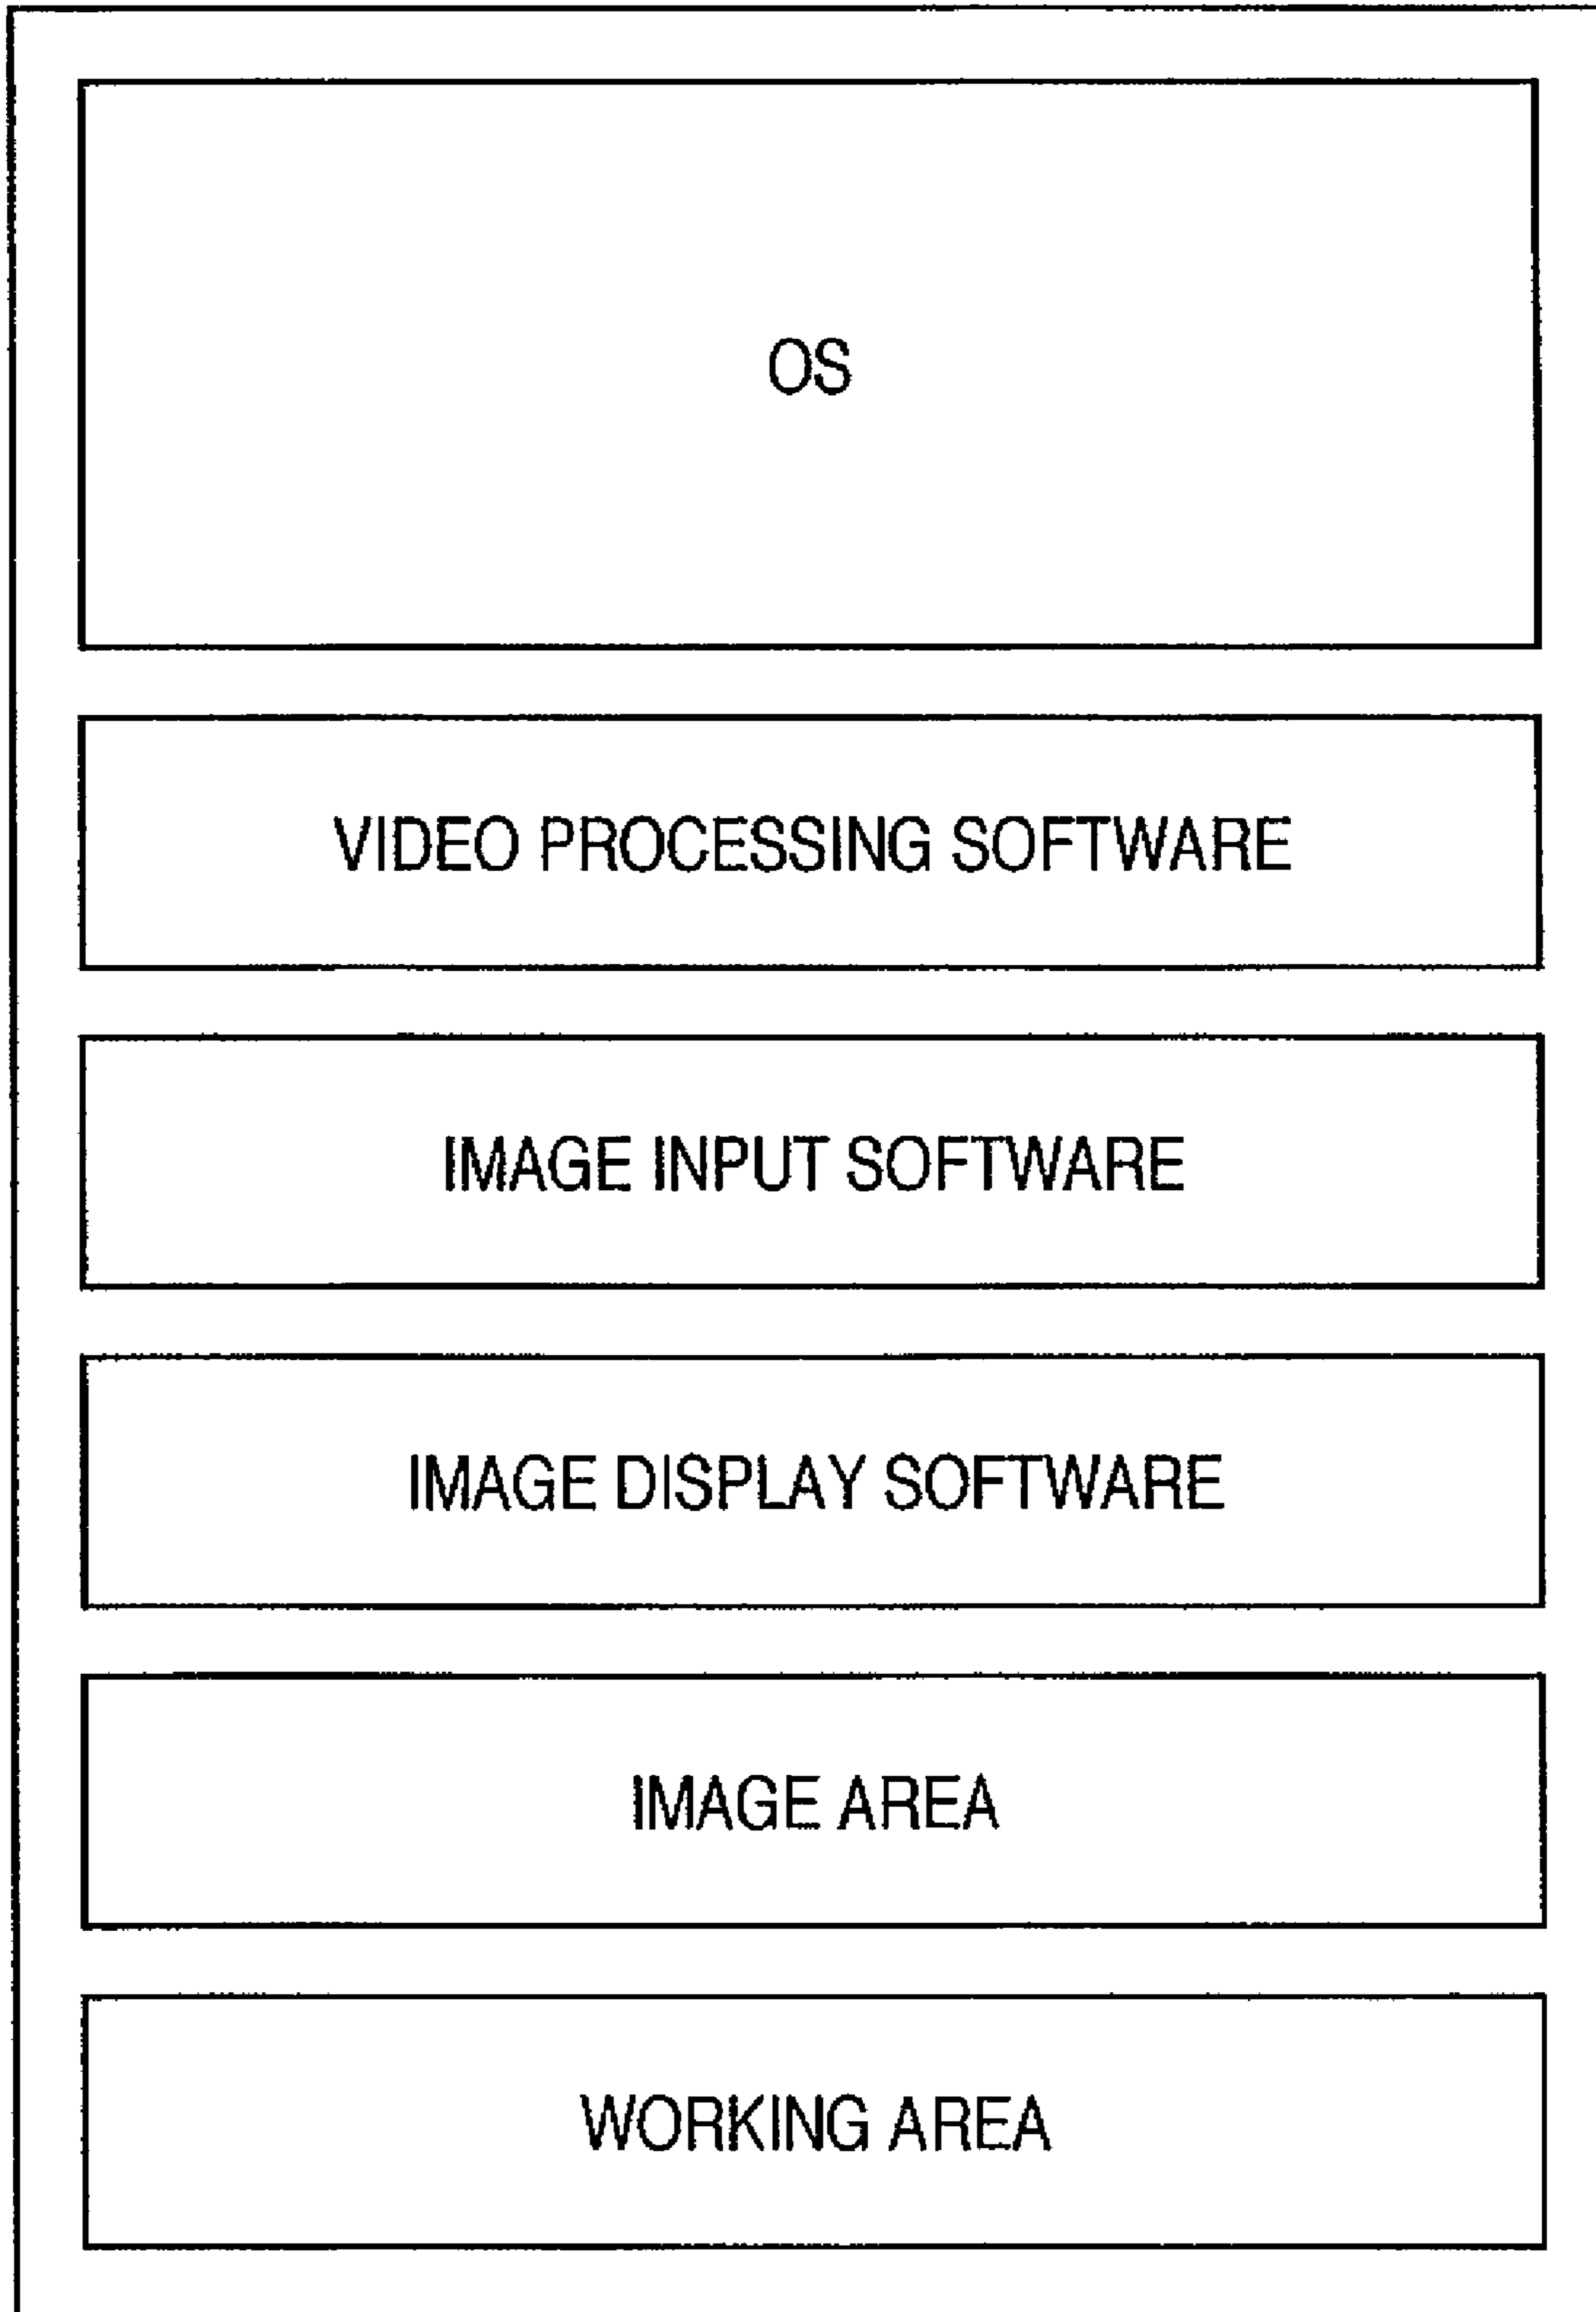 OS
VIDEO PROCESSING SOFTWARE
IMAGE INPUT SOFTWARE
IMAGE DISPLAY SOFTWARE
IMAGE AREA
WORKING AREA